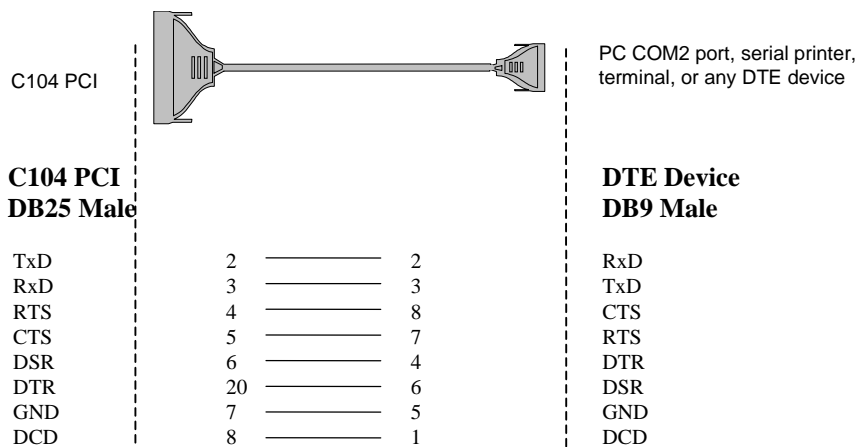 C104 PCI
PC COM2 port, serial printer,
terminal, or any DTE device
C104 PCI
DB25 Male
DTE Device
DB9 Male
TxD 2 2 RxD
RxD 3 3 TxD
RTS 4 8 CTS
CTS 5 7 RTS
DSR 6 4 DTR
DTR 20 6 DSR
GND 7 5 GND
DCD 8 1 DCD